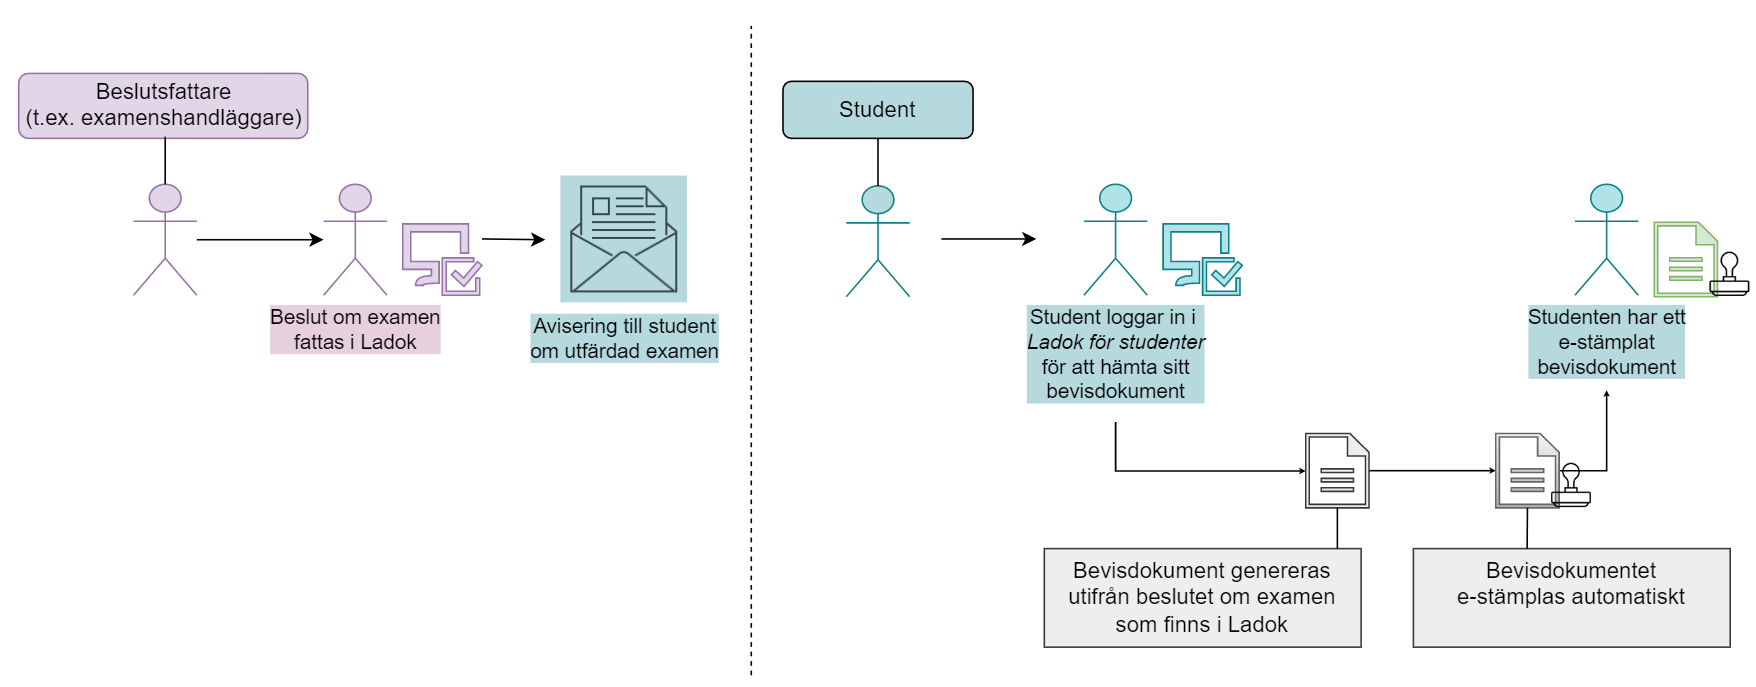 Beslutsfattare
(t.ex. examenshandläggare)
Beslut om examen
fattas i Ladok
Avisering till student
om utfärdad examen
Student
Student loggar in i
Ladok för studenter
för att hämta sitt
bevisdokument
Studenten har ett
e-stämplat
bevisdokument
Bevisdokument genereras
utifrån beslutet om examen
som finns i Ladok
Bevisdokumentet
e-stämplas automatiskt